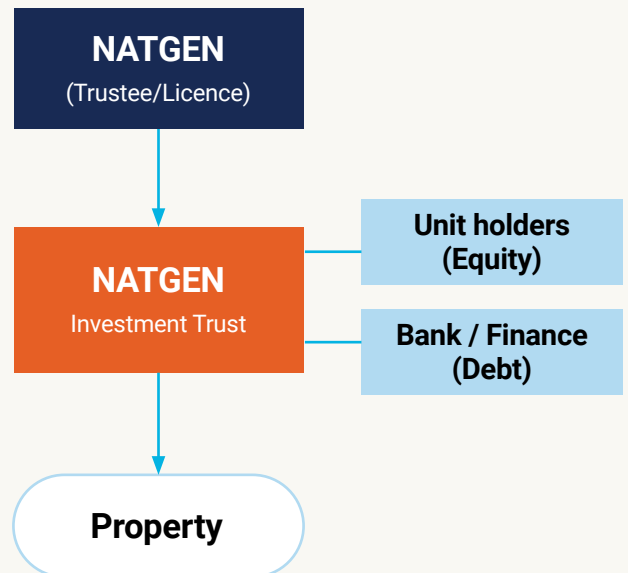 NATGEN
(Trustee/Licence)
NATGEN
Investment Trust
Unit holders
(Equity)
Bank / Finance
(Debt)
Property